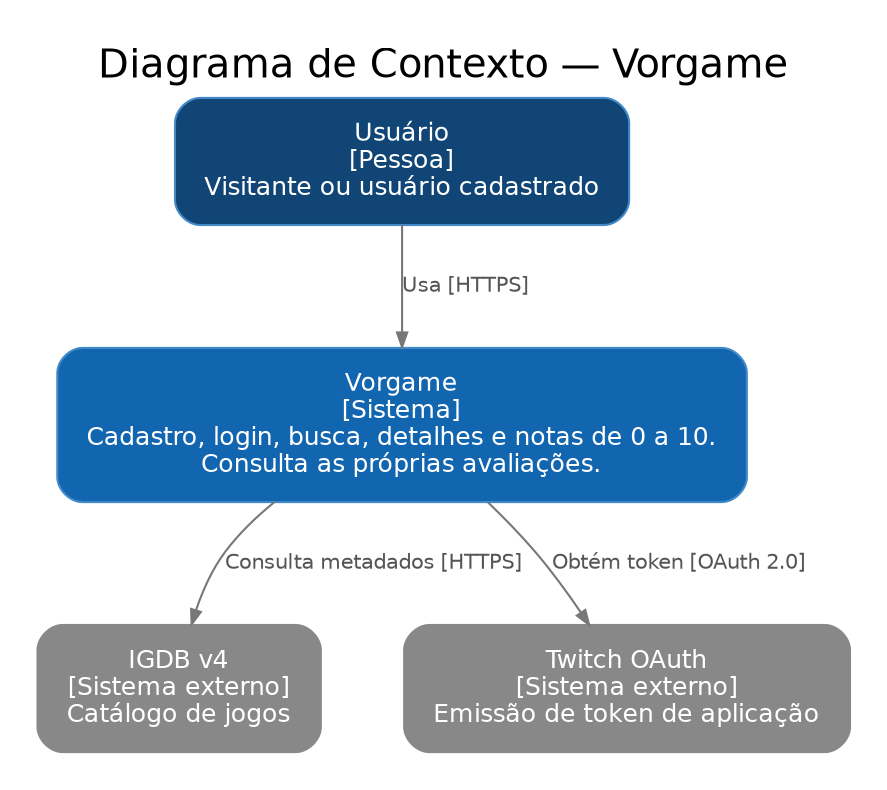 Diagrama de Contexto — Vorgame
Usuário
[Pessoa]
Visitante ou usuário cadastrado
Usa [HTTPS]
Vorgame
[Sistema]
Cadastro, login, busca, detalhes e notas de 0 a 10.
Consulta as próprias avaliações.
Consulta metadados [HTTPS]
Obtém token [OAuth 2.0]
IGDB v4
[Sistema externo]
Catálogo de jogos
Twitch OAuth
[Sistema externo]
Emissão de token de aplicação